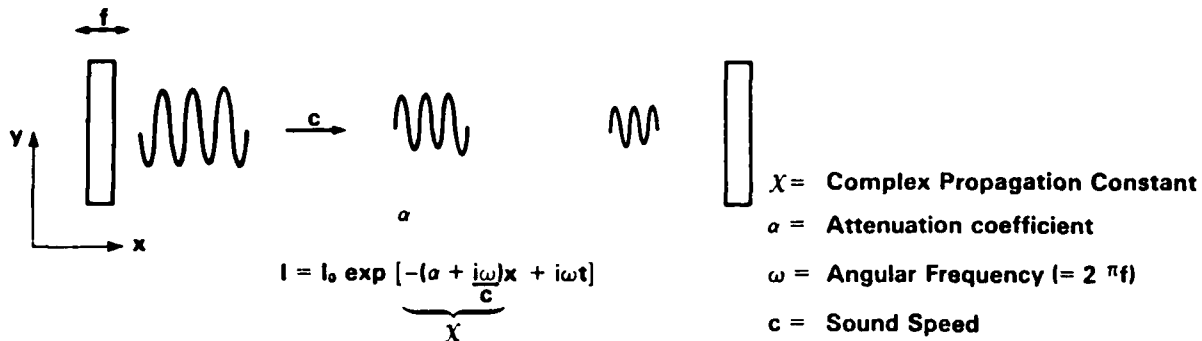 f
y
c
x
α
I = I₀ exp [-(α + iω/c)x + iωt]
χ
χ = Complex Propagation Constant
α = Attenuation coefficient
ω = Angular Frequency (= 2 πf)
c = Sound Speed